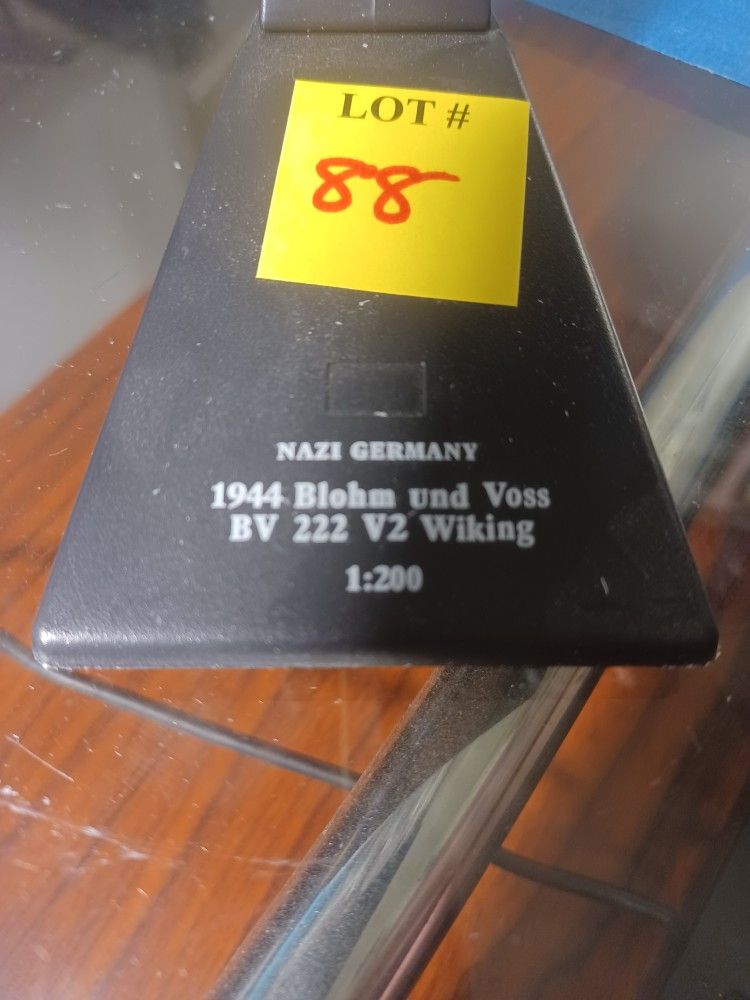 LOT #
88
NAZI GERMANY
1944 Blohm und Voss
BV 222 V2 Wiking
1:200